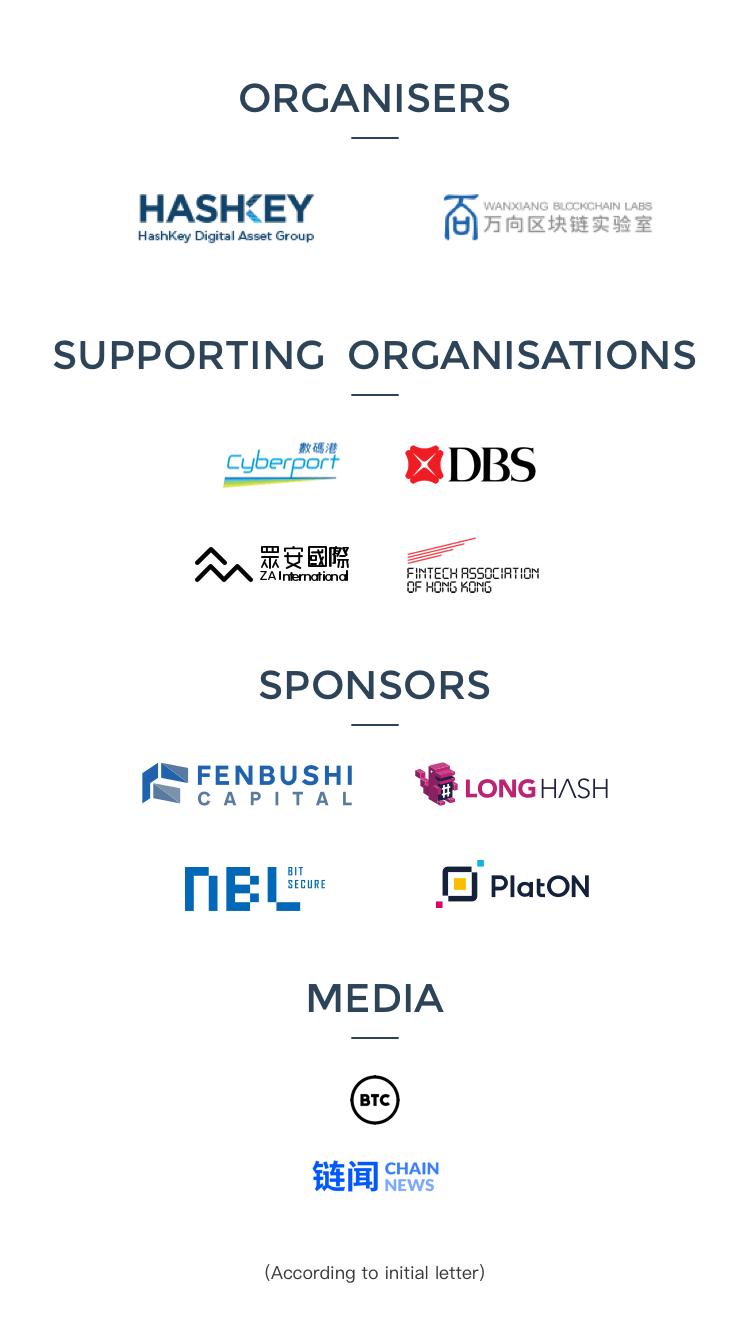 ORGANISERS
HASHKEY
HashKey Digital Asset Group
WANXIANG BLOCKCHAIN LABS
万向区块链实验室
SUPPORTING ORGANISATIONS
數碼港
Cyberport
DBS
眾安國際
ZA International
FINTECH ASSOCIATION
OF HONG KONG
SPONSORS
FENBUSHI
CAPITAL
LONGHASH
NBL
BIT
SECURE
PlatON
MEDIA
BTC
链闻
CHAIN
NEWS
(According to initial letter)